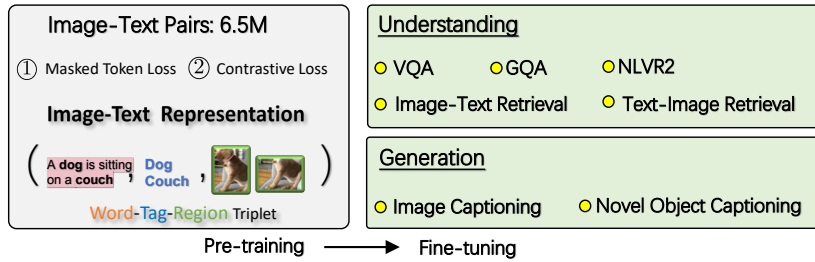 Image-Text Pairs: 6.5M
① Masked Token Loss ② Contrastive Loss
Image-Text Representation
( A dog is sitting on a couch , Dog Couch , )
Word-Tag-Region Triplet
Understanding
VQA GQA NLVR2
Image-Text Retrieval Text-Image Retrieval
Generation
Image Captioning Novel Object Captioning
Pre-training Fine-tuning